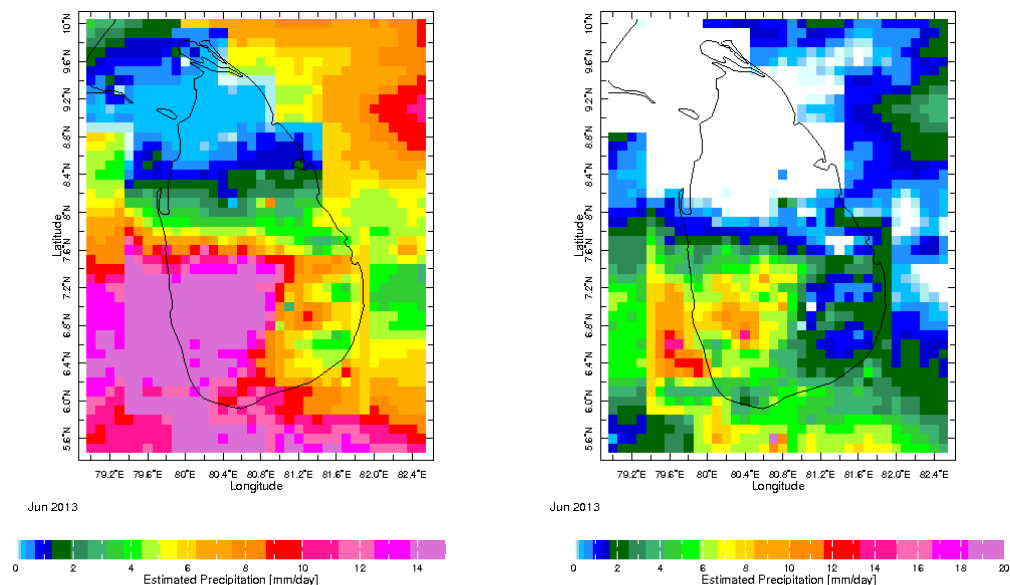 10˚N
9.6˚N
9.2˚N
8.8˚N
8.4˚N
8˚N
7.6˚N
7.2˚N
6.8˚N
6.4˚N
6.0˚N
5.6˚N
Latitude
79.2˚E 79.6˚E 80˚E 80.4˚E 80.8˚E 81.2˚E 81.6˚E 82.0˚E 82.4˚E
Longitude
Jun 2013
0 2 4 6 8 10 12 14
Estimated Precipitation [mm/day]
10˚N
9.6˚N
9.2˚N
8.8˚N
8.4˚N
8˚N
7.6˚N
7.2˚N
6.8˚N
6.4˚N
6.0˚N
5.6˚N
Latitude
79.2˚E 79.6˚E 80˚E 80.4˚E 80.8˚E 81.2˚E 81.6˚E 82.0˚E 82.4˚E
Longitude
Jun 2013
0 2 4 6 8 10 12 14 16 18 20
Estimated Precipitation [mm/day]